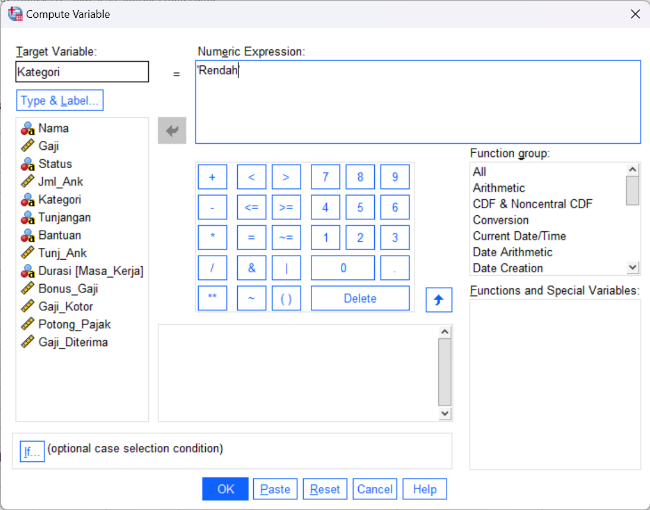 Compute Variable
Target Variable:
Kategori
=
Numeric Expression:
'Rendah'
Type & Label...
Nama
Gaji
Status
Jml_Ank
Kategori
Tunjangan
Bantuan
Tunj_Ank
Durasi [Masa_Kerja]
Bonus_Gaji
Gaji_Kotor
Potong_Pajak
Gaji_Diterima
+ < > 7 8 9
- <= >= 4 5 6
* = ~= 1 2 3
/ & | 0 .
** ~ ( ) Delete
Function group:
All
Arithmetic
CDF & Noncentral CDF
Conversion
Current Date/Time
Date Arithmetic
Date Creation
Functions and Special Variables:
If... (optional case selection condition)
OK Paste Reset Cancel Help